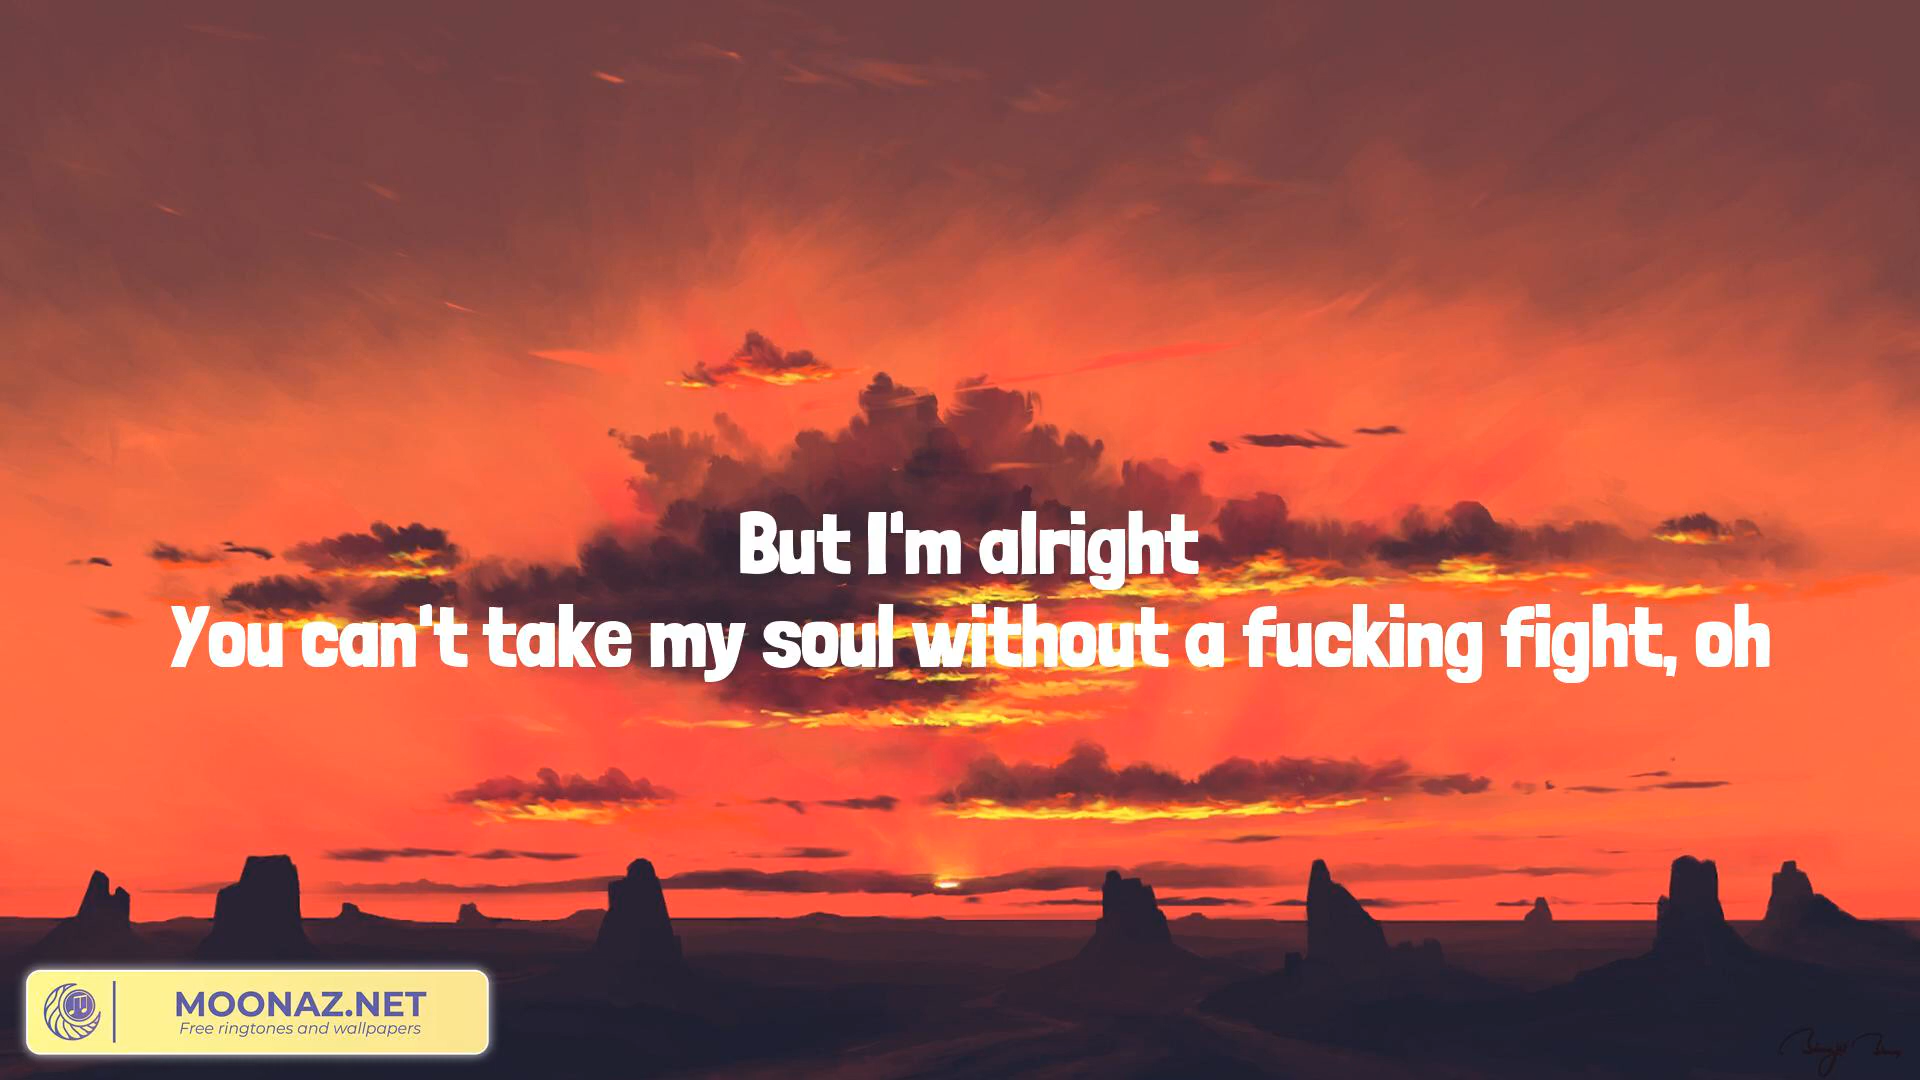 But I'm alright
You can't take my soul without a fucking fight, oh
MOONAZ.NET
Free ringtones and wallpapers